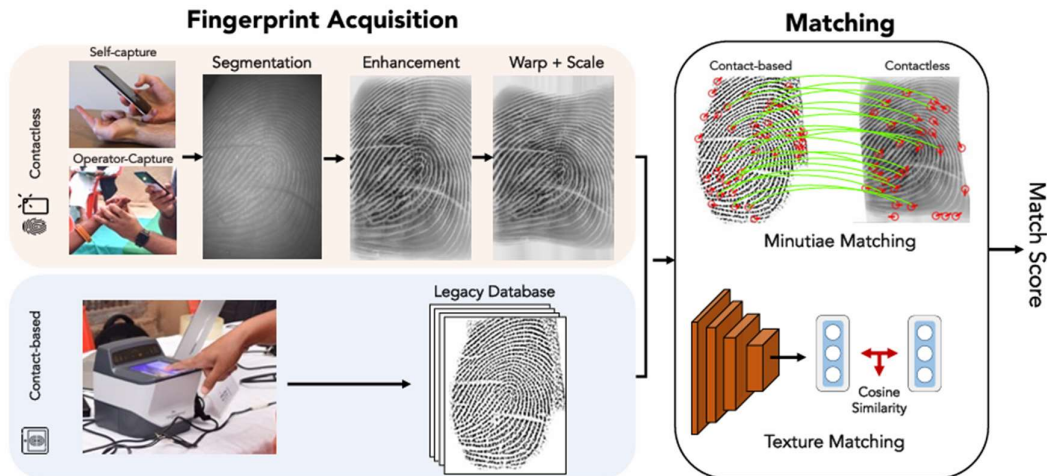 Fingerprint Acquisition
Matching
Self-capture
Segmentation
Enhancement
Warp + Scale
Operator-Capture
Contactless
Contact-based
Contactless
Minutiae Matching
Match Score
Legacy Database
Contact-based
Cosine
Similarity
Texture Matching